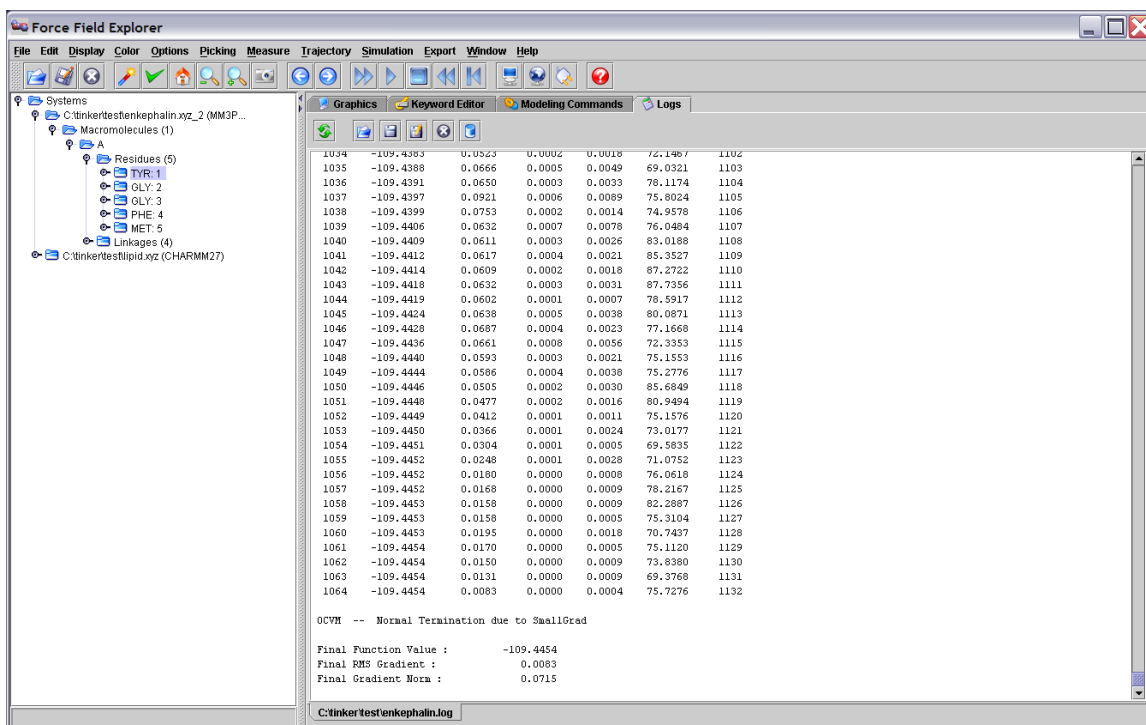 Force Field Explorer
File Edit Display Color Options Picking Measure Trajectory Simulation Export Window Help
Systems
C:\tinker\test\enkephalin.xyz_2 (MM3P...
Macromolecules (1)
A
Residues (5)
TYR: 1
GLY: 2
GLY: 3
PHE: 4
MET: 5
Linkages (4)
C:\tinker\test\lipid.xyz (CHARMM27)
Graphics Keyword Editor Modeling Commands Logs
1034 -109.4383 0.0523 0.0002 0.0018 72.1467 1102
1035 -109.4388 0.0666 0.0005 0.0049 69.0321 1103
1036 -109.4391 0.0650 0.0003 0.0033 78.1174 1104
1037 -109.4397 0.0921 0.0006 0.0089 75.8024 1105
1038 -109.4399 0.0753 0.0002 0.0014 74.9578 1106
1039 -109.4406 0.0632 0.0007 0.0078 76.0484 1107
1040 -109.4409 0.0611 0.0003 0.0026 83.0188 1108
1041 -109.4412 0.0617 0.0004 0.0021 85.3527 1109
1042 -109.4414 0.0609 0.0002 0.0018 87.2722 1110
1043 -109.4418 0.0632 0.0003 0.0031 87.7356 1111
1044 -109.4419 0.0602 0.0001 0.0007 78.5917 1112
1045 -109.4424 0.0638 0.0005 0.0038 80.0871 1113
1046 -109.4428 0.0687 0.0004 0.0023 77.1668 1114
1047 -109.4436 0.0661 0.0008 0.0056 72.3353 1115
1048 -109.4440 0.0593 0.0003 0.0021 75.1553 1116
1049 -109.4444 0.0586 0.0004 0.0038 75.2776 1117
1050 -109.4446 0.0505 0.0002 0.0030 85.6849 1118
1051 -109.4448 0.0477 0.0002 0.0016 80.9494 1119
1052 -109.4449 0.0412 0.0001 0.0011 75.1576 1120
1053 -109.4450 0.0366 0.0001 0.0024 73.0177 1121
1054 -109.4451 0.0304 0.0001 0.0005 69.5835 1122
1055 -109.4452 0.0248 0.0001 0.0028 71.0752 1123
1056 -109.4452 0.0180 0.0000 0.0008 76.0618 1124
1057 -109.4452 0.0168 0.0000 0.0009 78.2167 1125
1058 -109.4453 0.0158 0.0000 0.0009 82.2887 1126
1059 -109.4453 0.0158 0.0000 0.0005 75.3104 1127
1060 -109.4453 0.0195 0.0000 0.0018 70.7437 1128
1061 -109.4454 0.0170 0.0000 0.0005 75.1120 1129
1062 -109.4454 0.0150 0.0000 0.0009 73.8380 1130
1063 -109.4454 0.0131 0.0000 0.0009 69.3768 1131
1064 -109.4454 0.0083 0.0000 0.0004 75.7276 1132
OCVM -- Normal Termination due to SmallGrad
Final Function Value : -109.4454
Final RMS Gradient : 0.0083
Final Gradient Norm : 0.0715
C:\tinker\test\enkephalin.log